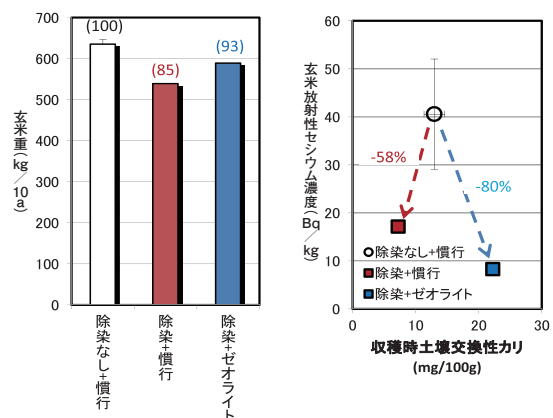 700
600
500
400
300
200
100
0
玄米重(kg／10a)
(100)
(85)
(93)
除染なし+慣行
除染+慣行
除染+ゼオライト
60
50
40
30
20
10
0
玄米放射性セシウム濃度(Bq／kg)
-58%
-80%
除染なし+慣行
除染+慣行
除染+ゼオライト
0 10 20 30
収穫時土壌交換性カリ
(mg/100g)